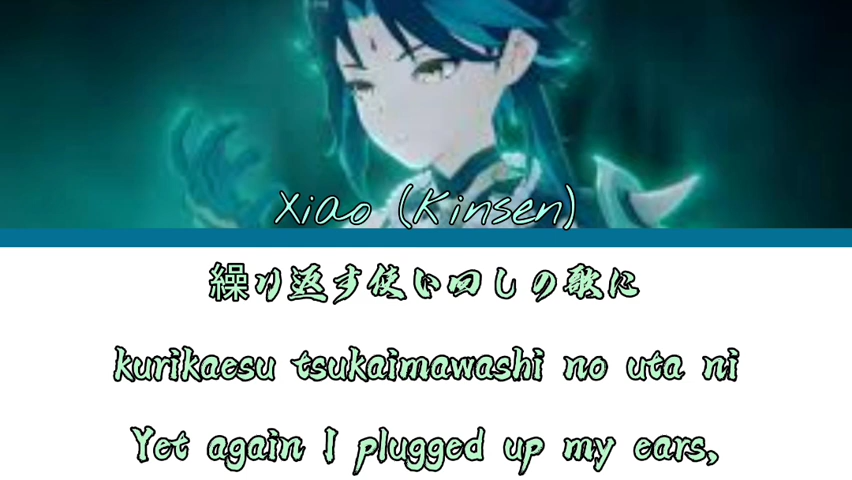 Xiao (Kinsen)
繰り返す使い回しの歌に
kurikaesu tsukaimawashi no uta ni
Yet again I plugged up my ears,